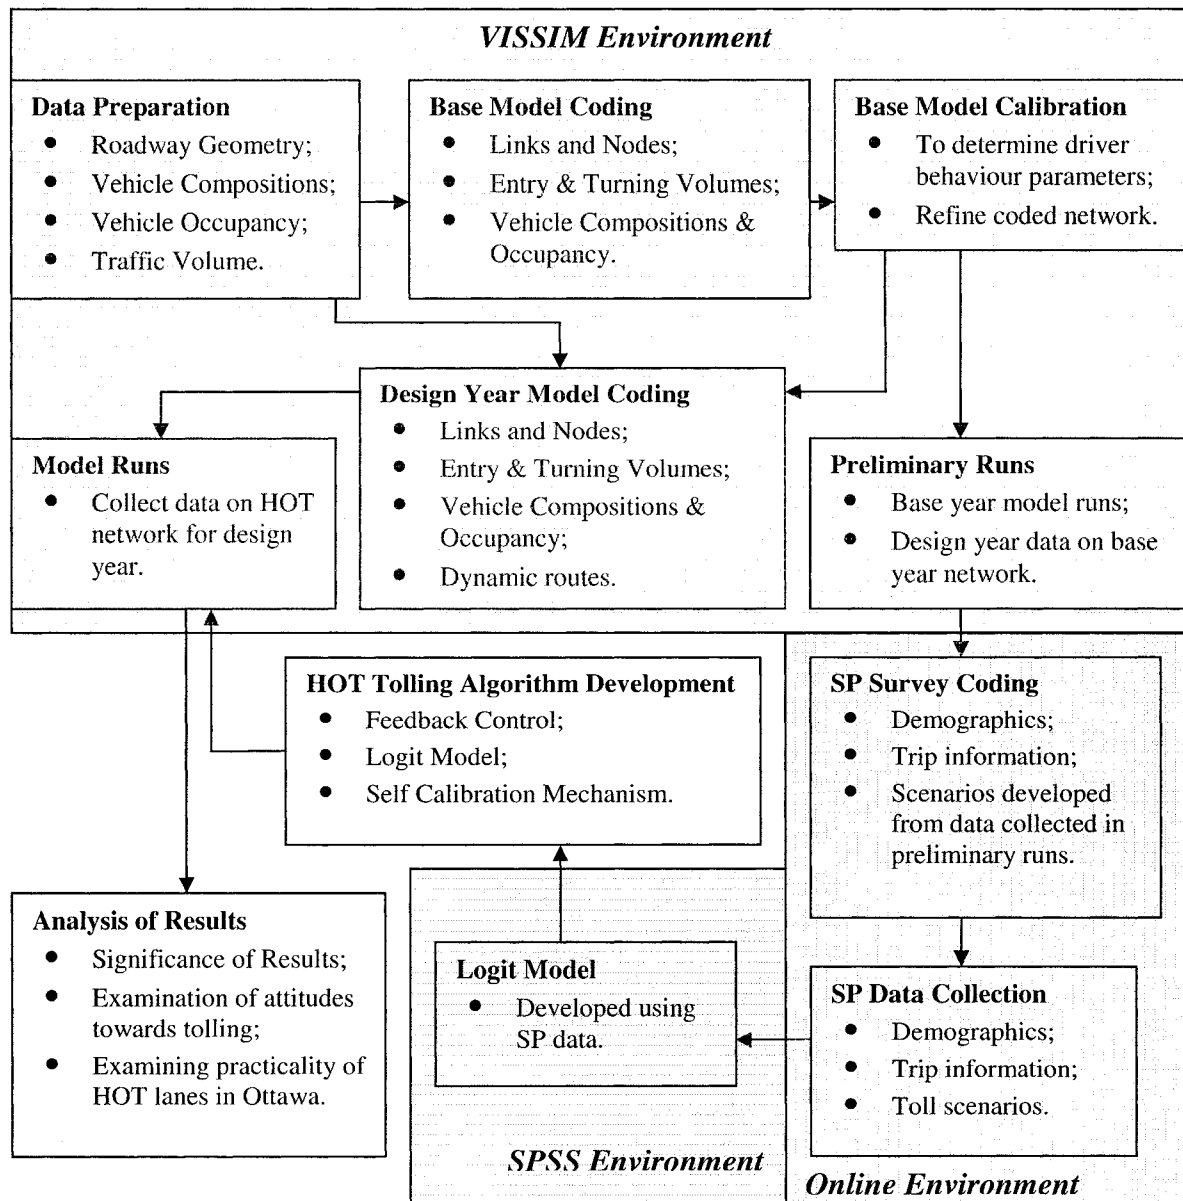 VISSIM Environment
Data Preparation
● Roadway Geometry;
● Vehicle Compositions;
● Vehicle Occupancy;
● Traffic Volume.
Base Model Coding
● Links and Nodes;
● Entry & Turning Volumes;
● Vehicle Compositions &
Occupancy.
Base Model Calibration
● To determine driver
behaviour parameters;
● Refine coded network.
Design Year Model Coding
● Links and Nodes;
● Entry & Turning Volumes;
● Vehicle Compositions &
Occupancy;
● Dynamic routes.
Model Runs
● Collect data on HOT
network for design
year.
Preliminary Runs
● Base year model runs;
● Design year data on base
year network.
HOT Tolling Algorithm Development
● Feedback Control;
● Logit Model;
● Self Calibration Mechanism.
SP Survey Coding
● Demographics;
● Trip information;
● Scenarios developed
from data collected in
preliminary runs.
Analysis of Results
● Significance of Results;
● Examination of attitudes
towards tolling;
● Examining practicality of
HOT lanes in Ottawa.
Logit Model
● Developed using
SP data.
SP Data Collection
● Demographics;
● Trip information;
● Toll scenarios.
SPSS Environment
Online Environment